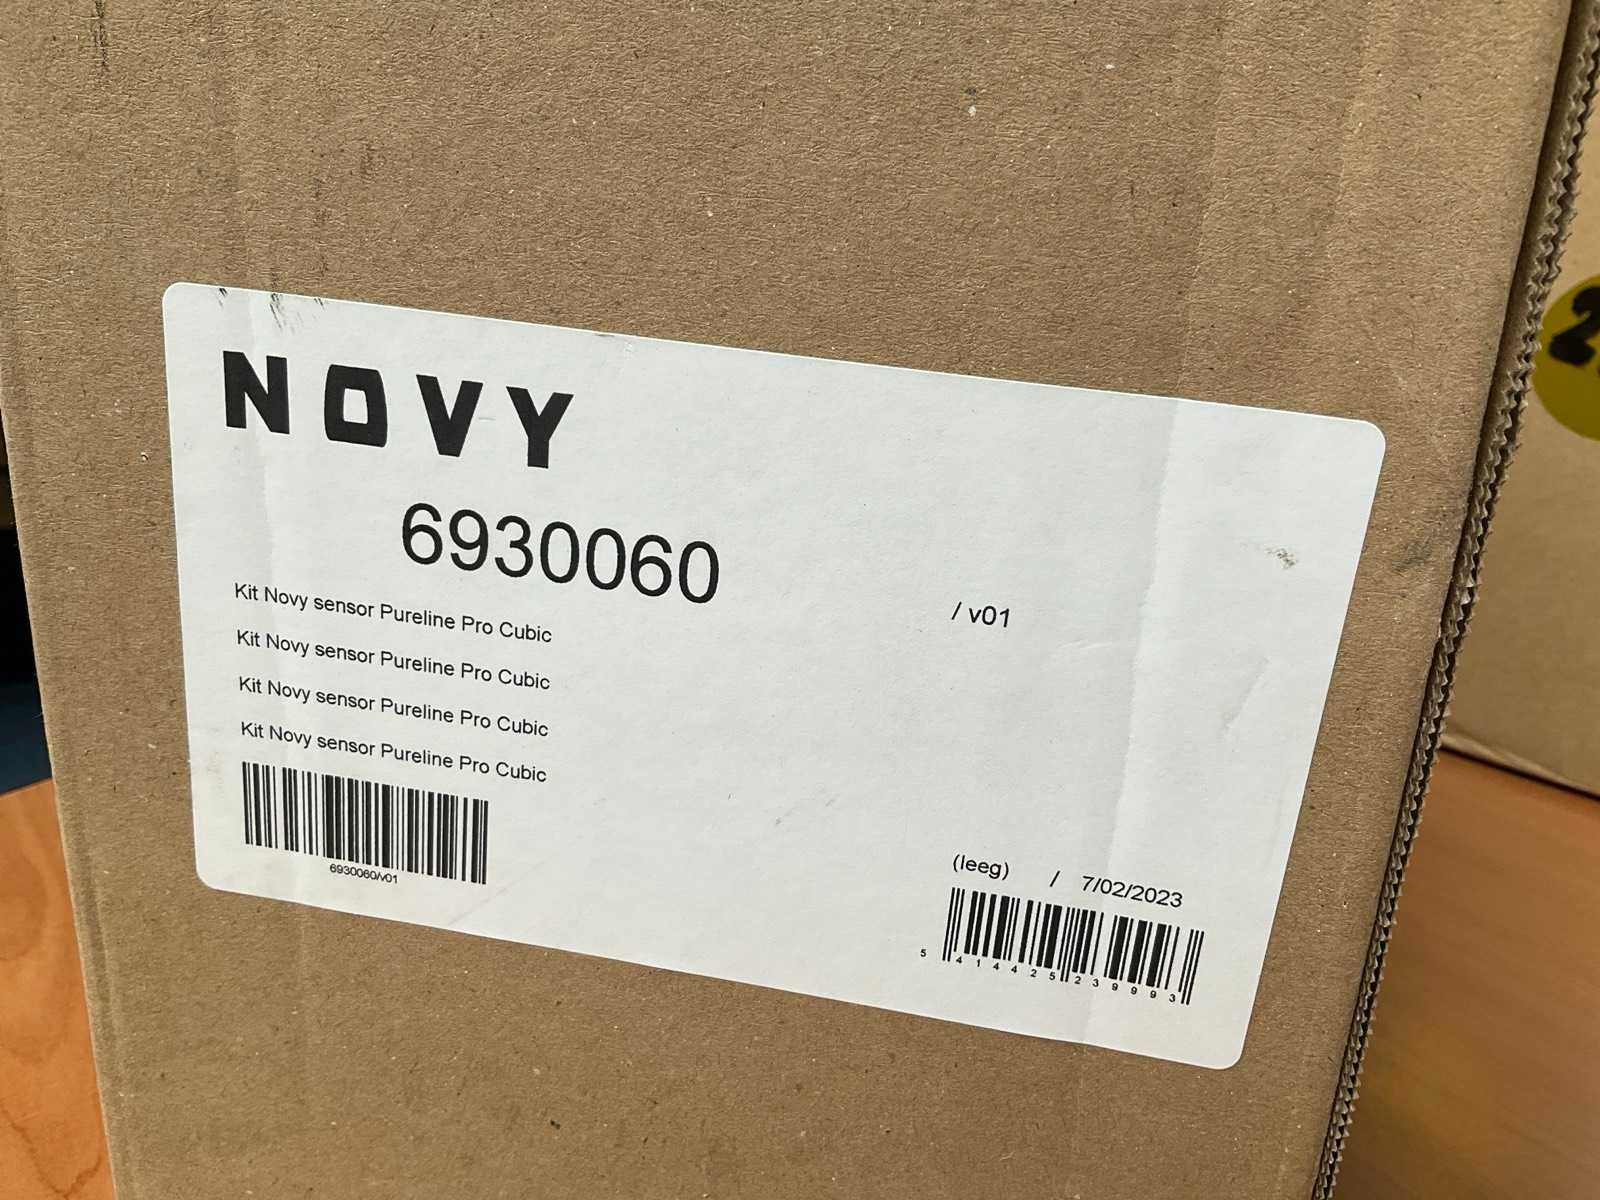 NOVY
6930060
/ v01
Kit Novy sensor Pureline Pro Cubic
Kit Novy sensor Pureline Pro Cubic
Kit Novy sensor Pureline Pro Cubic
Kit Novy sensor Pureline Pro Cubic
6930060/v01
(leeg) / 7/02/2023
5 414425 239993